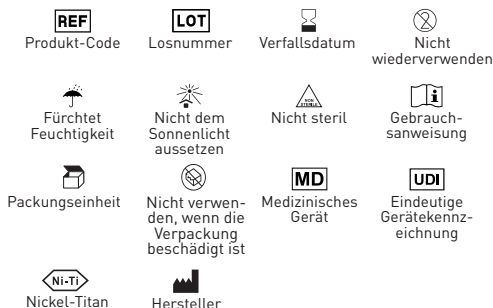 REF
LOT
Produkt-Code
Losnummer
Verfallsdatum
Nicht
wiederverwenden
NON
STERILE
Fürchtet
Feuchtigkeit
Nicht dem
Sonnenlicht
aussetzen
Nicht steril
Gebrauch-
sanweisung
MD
UDI
Packungseinheit
Nicht verwen-
den, wenn die
Verpackung
beschädigt ist
Medizinisches
Gerät
Eindeutige
Gerätekennz-
eichnung
Ni-Ti
Nickel-Titan
Hersteller